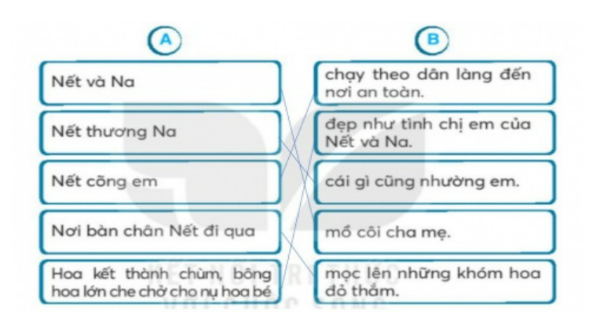 A
B
Nết và Na
chạy theo dân làng đến
nơi an toàn.
Nết thương Na
đẹp như tình chị em của
Nết và Na.
Nết cõng em
cái gì cũng nhường em.
Nơi bàn chân Nết đi qua
mồ côi cha mẹ.
Hoa kết thành chùm, bông
hoa lớn che chở cho nụ hoa bé
mọc lên những khóm hoa
đỏ thắm.